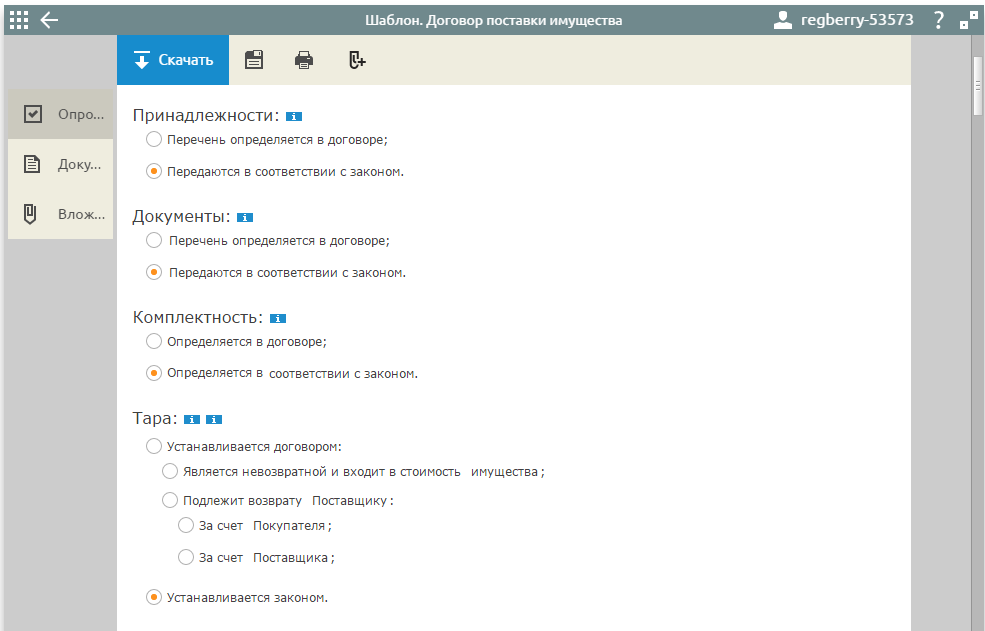 Шаблон. Договор поставки имущества
regberry-53573 ?
Скачать
Опро...
Доку...
Влож...
Принадлежности: i
Перечень определяется в договоре;
Передаются в соответствии с законом.
Документы: i
Перечень определяется в договоре;
Передаются в соответствии с законом.
Комплектность: i
Определяется в договоре;
Определяется в соответствии с законом.
Тара: i i
Устанавливается договором:
Является невозвратной и входит в стоимость имущества;
Подлежит возврату Поставщику:
За счет Покупателя;
За счет Поставщика;
Устанавливается законом.